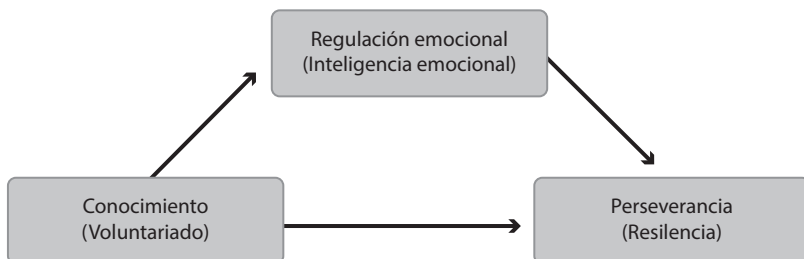 Regulación emocional
(Inteligencia emocional)
Conocimiento
(Voluntariado)
Perseverancia
(Resilencia)